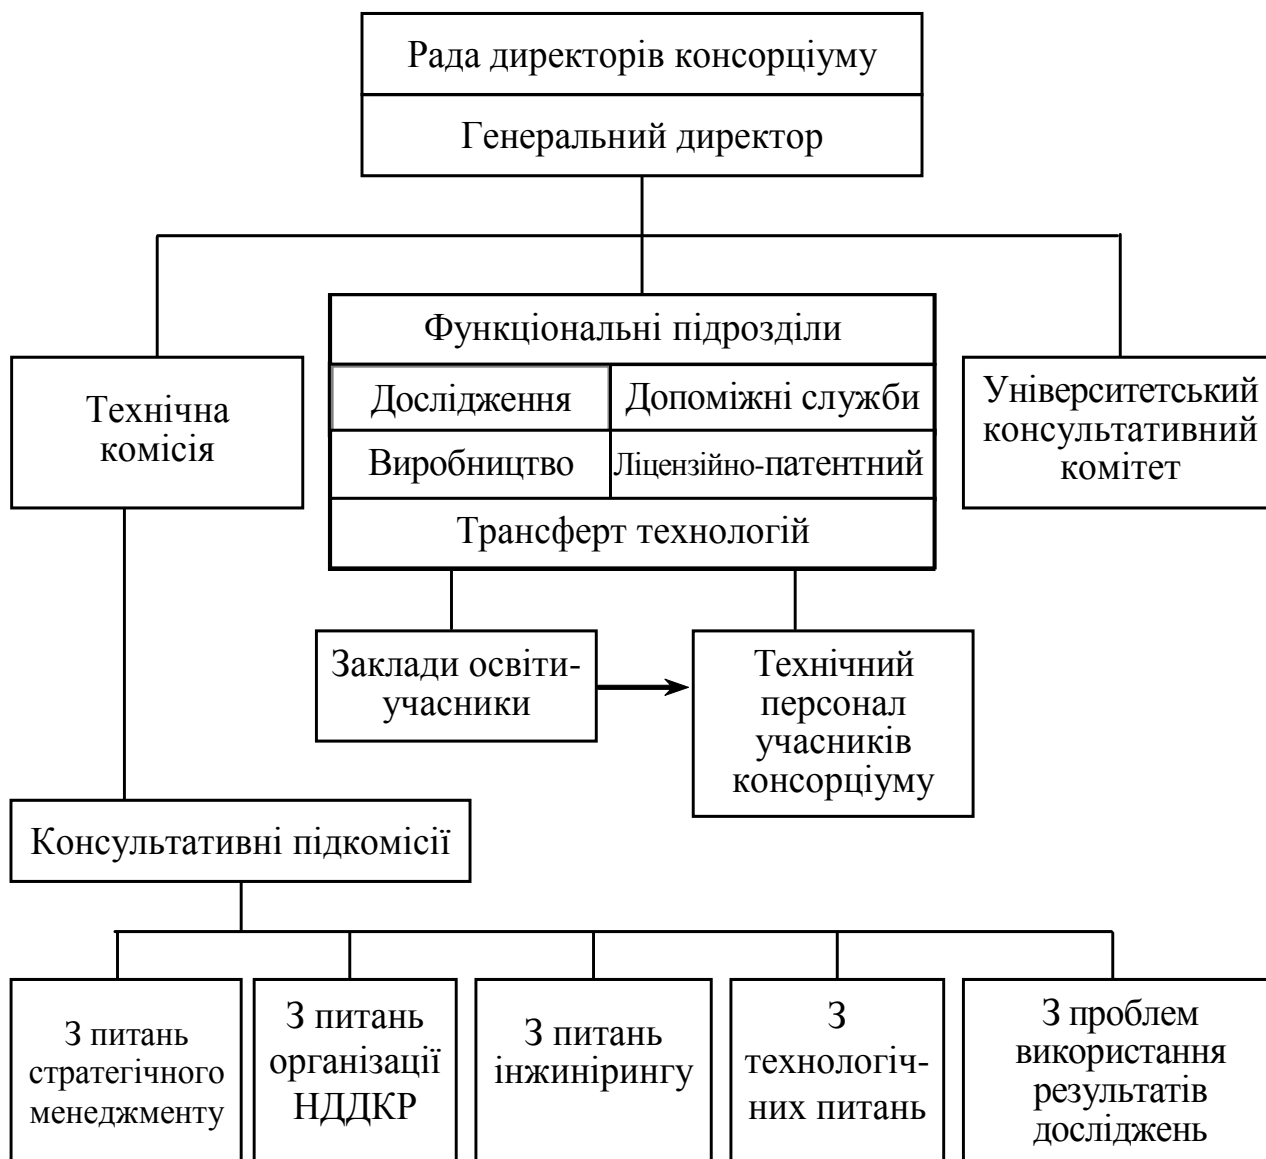 Рада директорів консорціуму
Генеральний директор
Функціональні підрозділи
Дослідження
Допоміжні служби
Виробництво
Ліцензійно-патентний
Трансферт технологій
Технічна
комісія
Університетський
консультативний
комітет
Заклади освіти-
учасники
Технічний
персонал
учасників
консорціуму
Консультативні підкомісії
З питань
стратегічного
менеджменту
З питань
організації
НДДКР
З питань
інжинірингу
З
технологіч-
них питань
З проблем
використання
результатів
досліджень